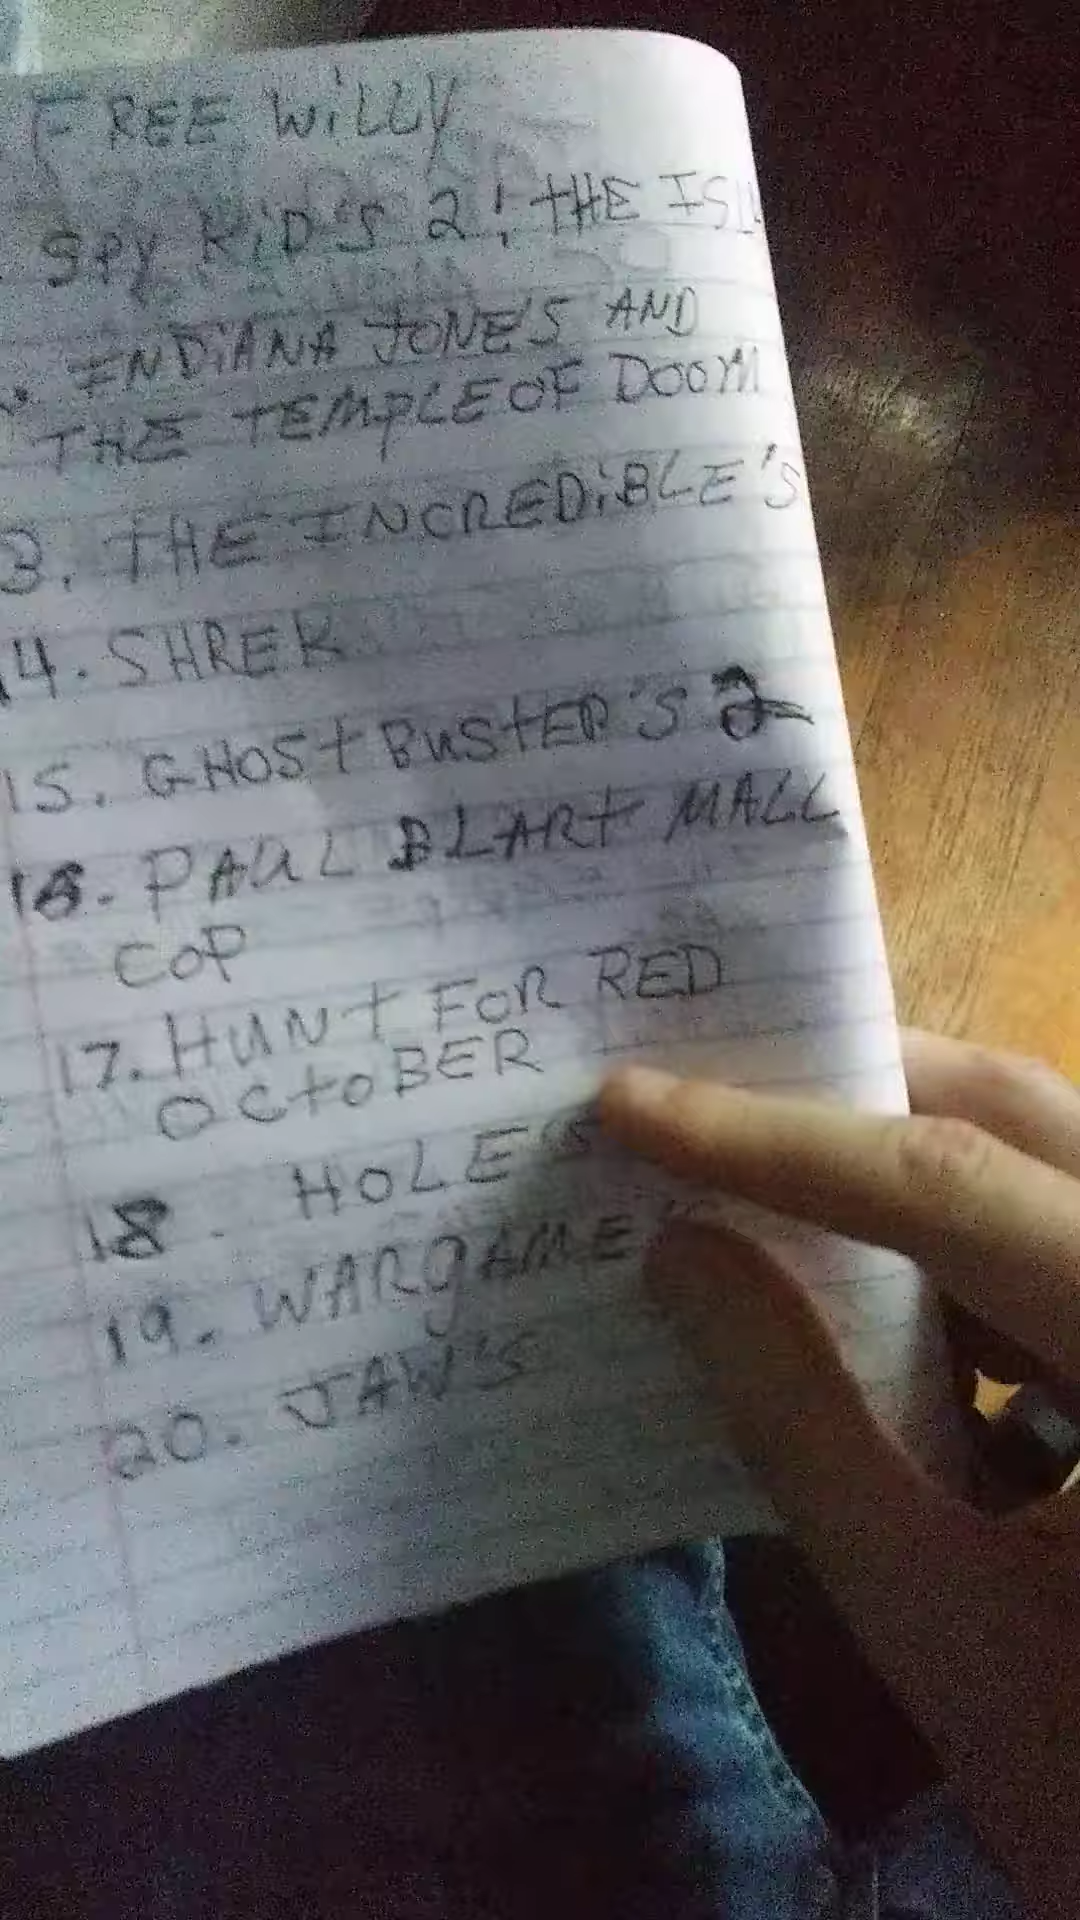 FREE WiLLY
SPY KiD'S 2! THE ISL
INDiANA JONE'S AND
THE TEMPLE OF DOOM
3. THE INCREDiBLE'S
14. SHREK
15. GHOSt BUStER'S 2
16. PAUL BLARt MALL
COP
17. HUNt FOR RED
OCtOBER
18. HOLE'S
19. WARGAME'S
20. JAW'S